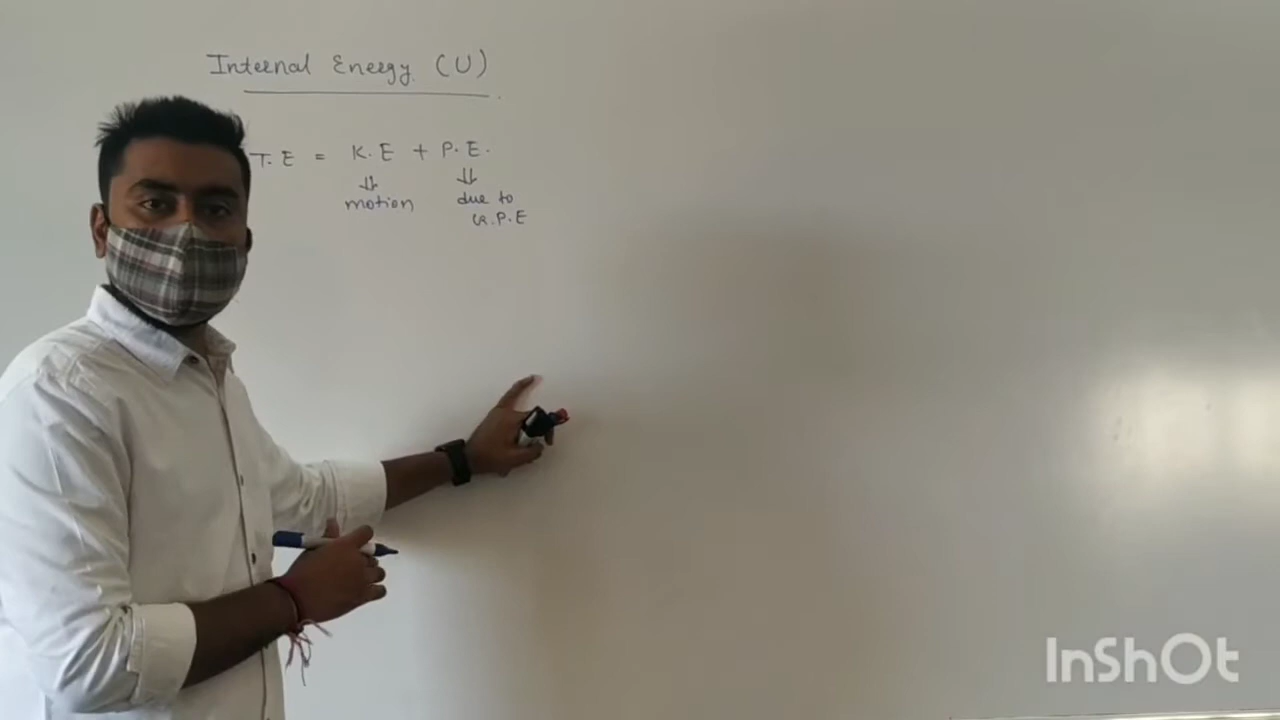 Internal Energy (U)
T.E = K.E + P.E.
⇓ ⇓
motion due to
G.P.E
InShOt